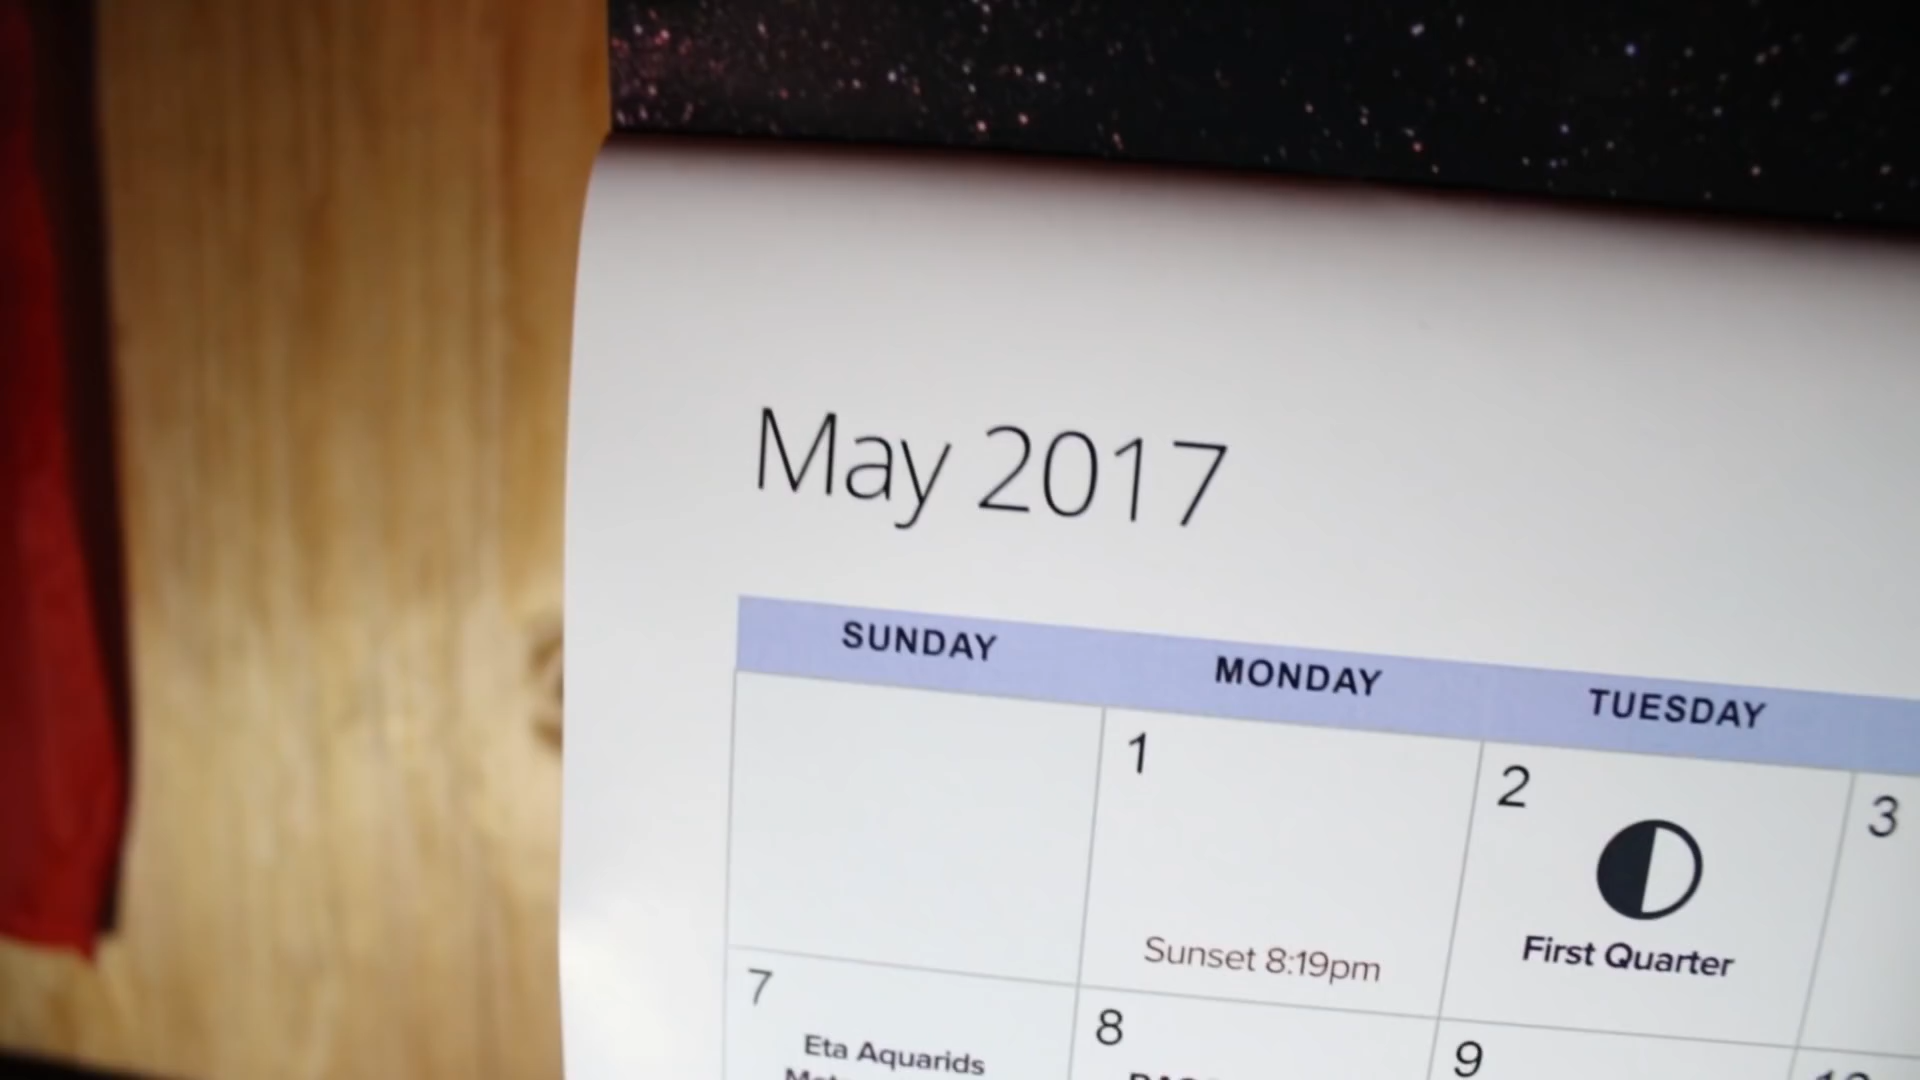 May 2017
SUNDAY MONDAY TUESDAY
1 2 3
Sunset 8:19pm First Quarter
7 8 9
Eta Aquarids